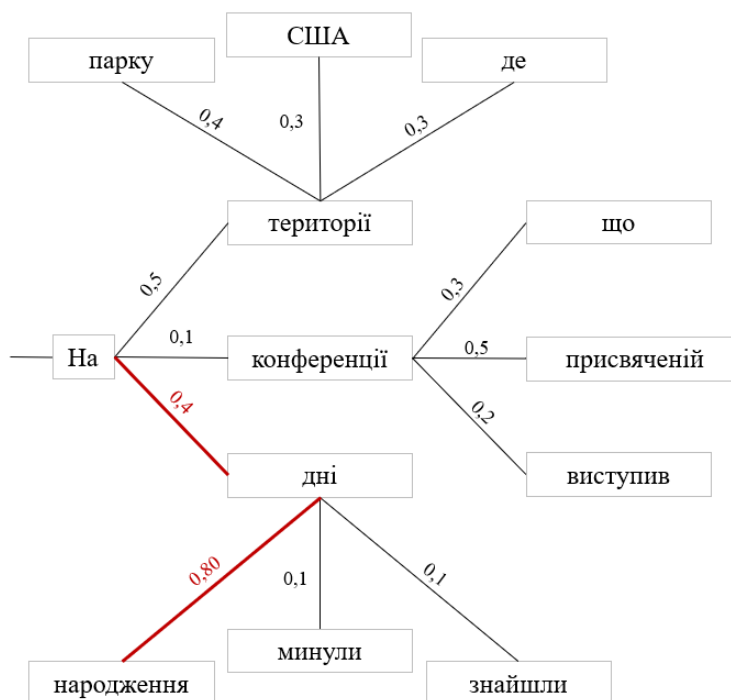 США
парку
де
0,4
0,3
0,3
території
що
0,5
0,3
На
0,1
конференції
0,5
присвяченій
0,4
0,2
дні
виступив
0,80
0,1
0,1
минули
народження
знайшли